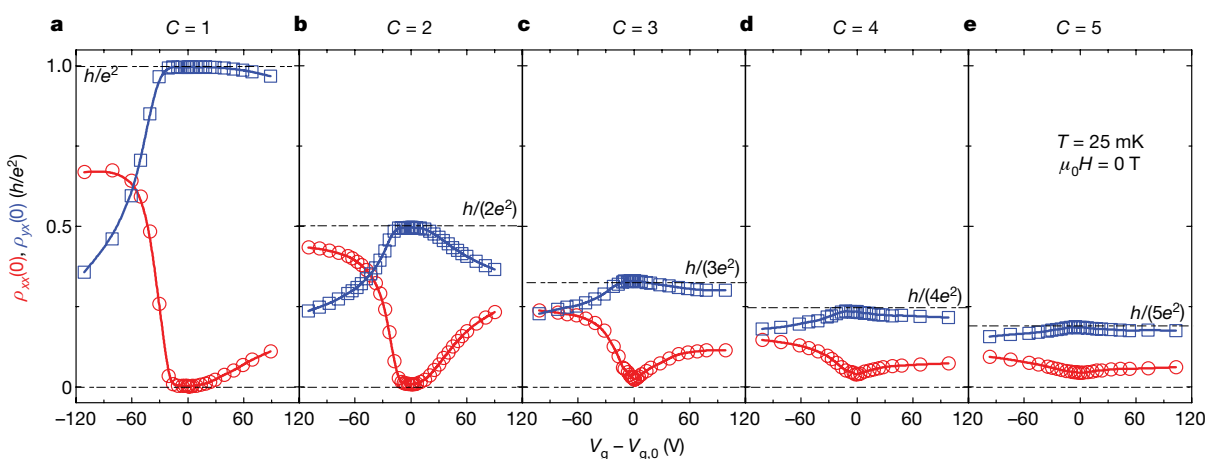 a C = 1 b C = 2 c C = 3 d C = 4 e C = 5
1.0
h/e²
0.5
0
ρxx(0), ρyx(0) (h/e²)
h/(2e²)
h/(3e²)
h/(4e²)
h/(5e²)
T = 25 mK
μ₀H = 0 T
−120 −60 0 60 120 −60 0 60 120 −60 0 60 120 −60 0 60 120 −60 0 60 120
Vg − Vg,0 (V)